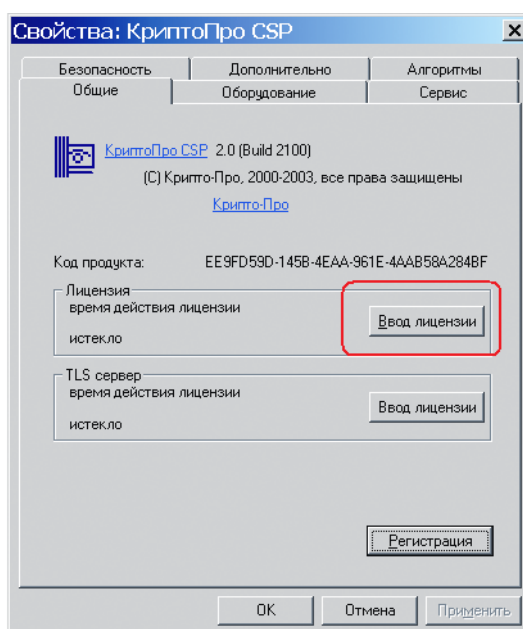 Свойства: КриптоПро CSP
Безопасность Дополнительно Алгоритмы
Общие Оборудование Сервис
КриптоПро CSP 2.0 (Build 2100)
(C) Крипто-Про, 2000-2003, все права защищены
Крипто-Про
Код продукта: EE9FD59D-145B-4EAA-961E-4AAB58A284BF
Лицензия
время действия лицензии
Ввод лицензии
истекло
TLS сервер
время действия лицензии
Ввод лицензии
истекло
Регистрация
OK Отмена Применить